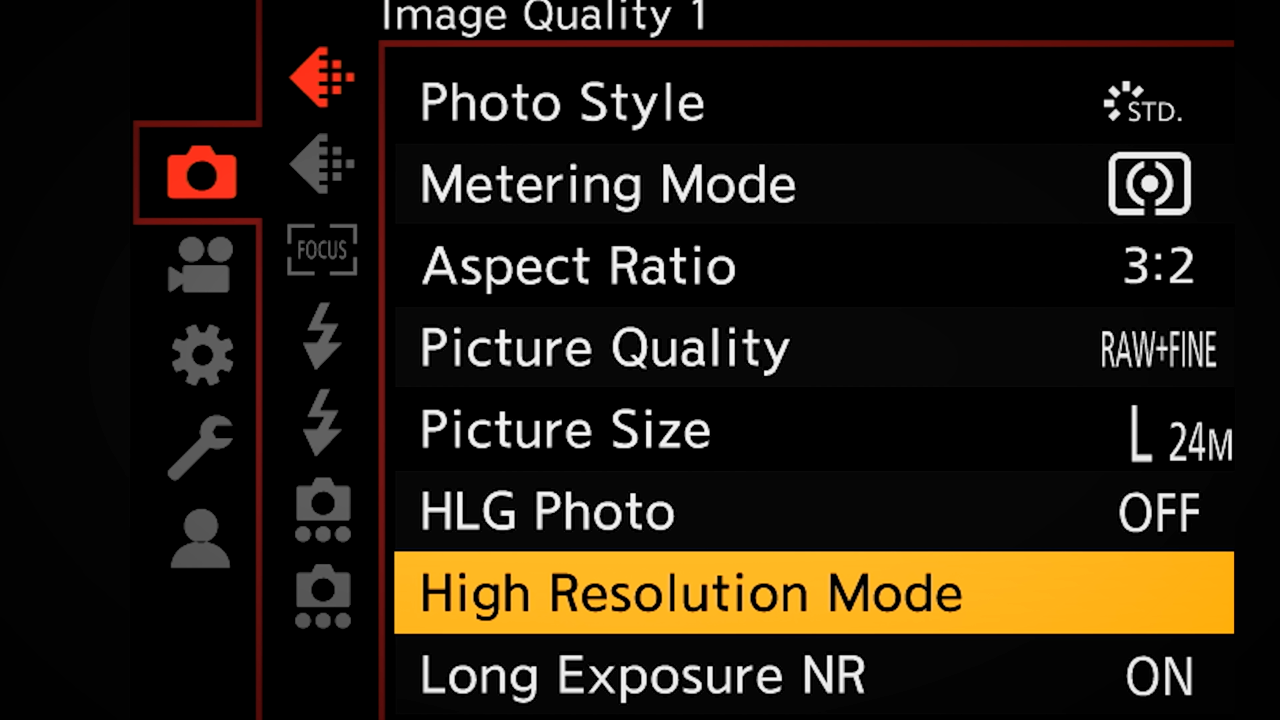 Image Quality 1
Photo Style STD.
Metering Mode
Aspect Ratio 3:2
FOCUS
Picture Quality RAW+FINE
Picture Size L 24M
HLG Photo OFF
High Resolution Mode
Long Exposure NR ON